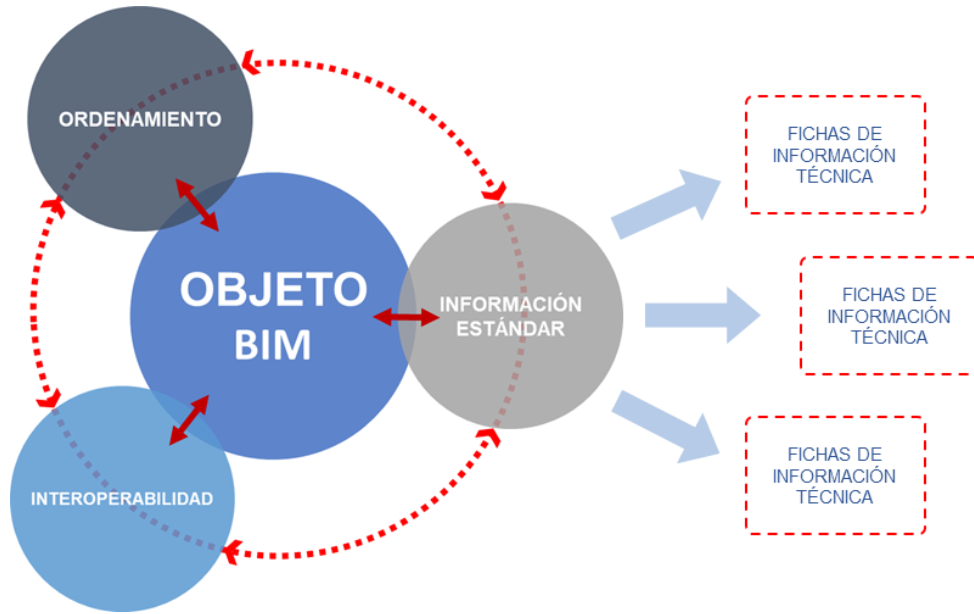 ORDENAMIENTO
OBJETO
BIM
INFORMACIÓN
ESTÁNDAR
INTEROPERABILIDAD
FICHAS DE
INFORMACIÓN
TÉCNICA
FICHAS DE
INFORMACIÓN
TÉCNICA
FICHAS DE
INFORMACIÓN
TÉCNICA